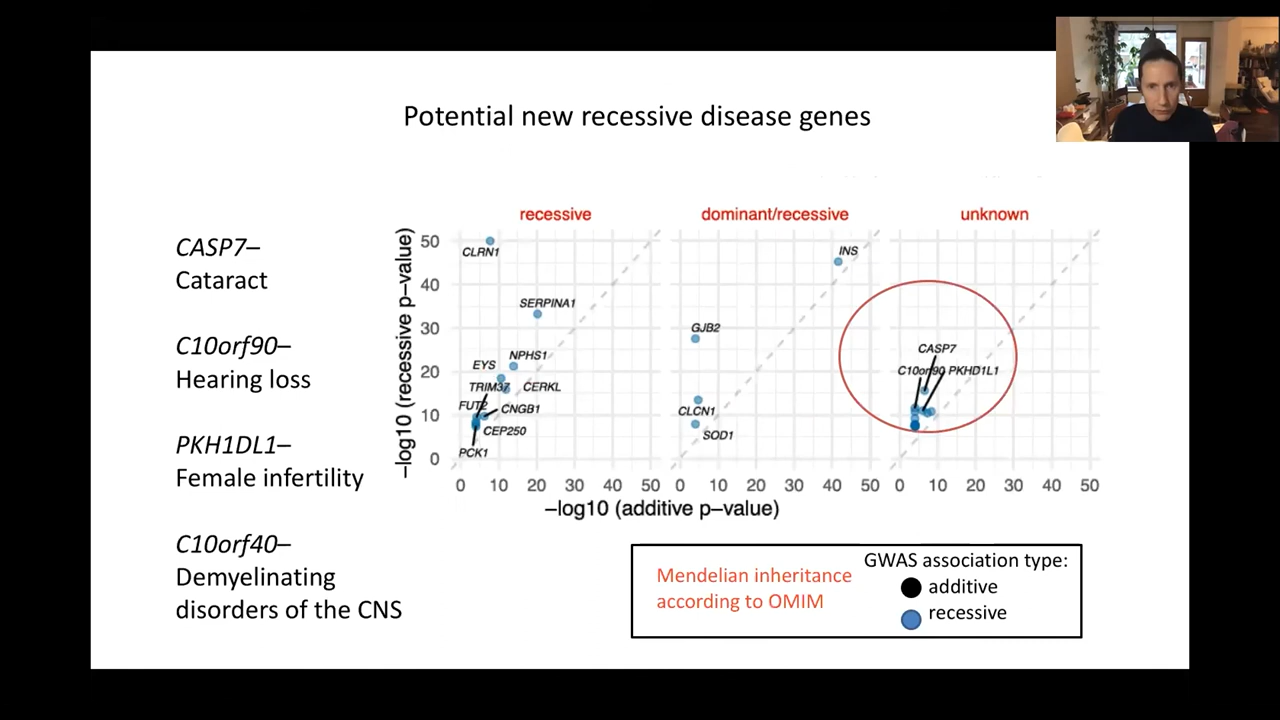 Potential new recessive disease genes
CASP7–
Cataract
C10orf90–
Hearing loss
PKH1DL1–
Female infertility
C10orf40–
Demyelinating
disorders of the CNS
recessive
dominant/recessive
unknown
−log10 (recessive p−value)
50
40
30
20
10
0
CLRN1
SERPINA1
NPHS1
EYS
TRIM37
CERKL
FUT2
CNGB1
CEP250
PCK1
INS
GJB2
CLCN1
SOD1
CASP7
C10orf90
PKHD1L1
0 10 20 30 40 50
0 10 20 30 40 50
0 10 20 30 40 50
−log10 (additive p−value)
Mendelian inheritance
according to OMIM
GWAS association type:
additive
recessive